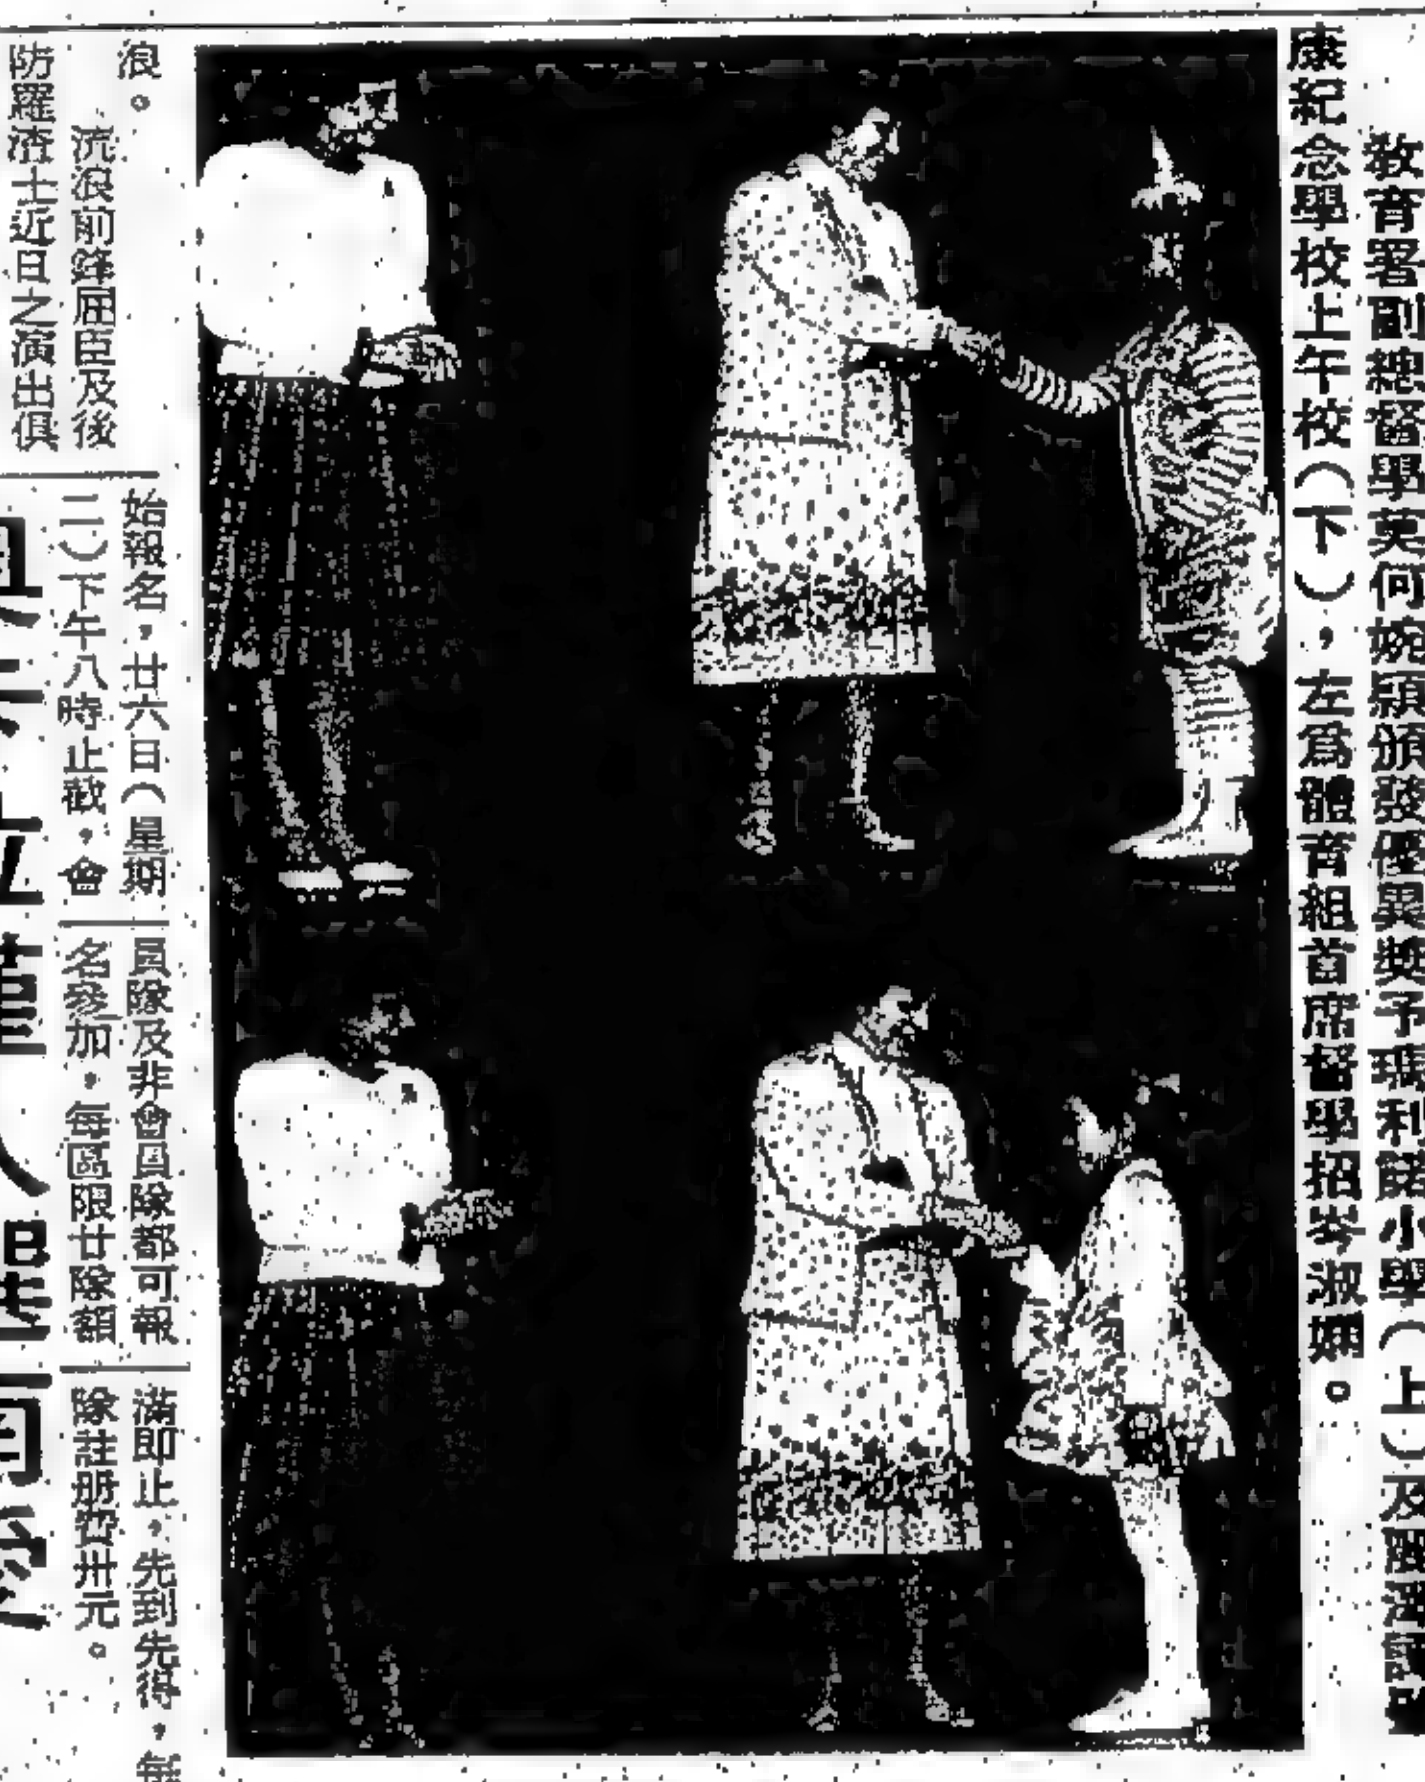 教育署副總督學莫何婉穎頒發優異獎予瑪利諾小學(上)及
康紀念學校上午校(下),左爲體育組首席督學招岑淑嫻。
浪。
流浪前鋒屈臣及後
防羅渣士近日之演出俱
始報名,廿六日(星期
二)下午八時止截,會
員隊及非會員隊都可報
名參加,每區限廿隊額
滿即止,先到先得,每
隊註册費卅元。